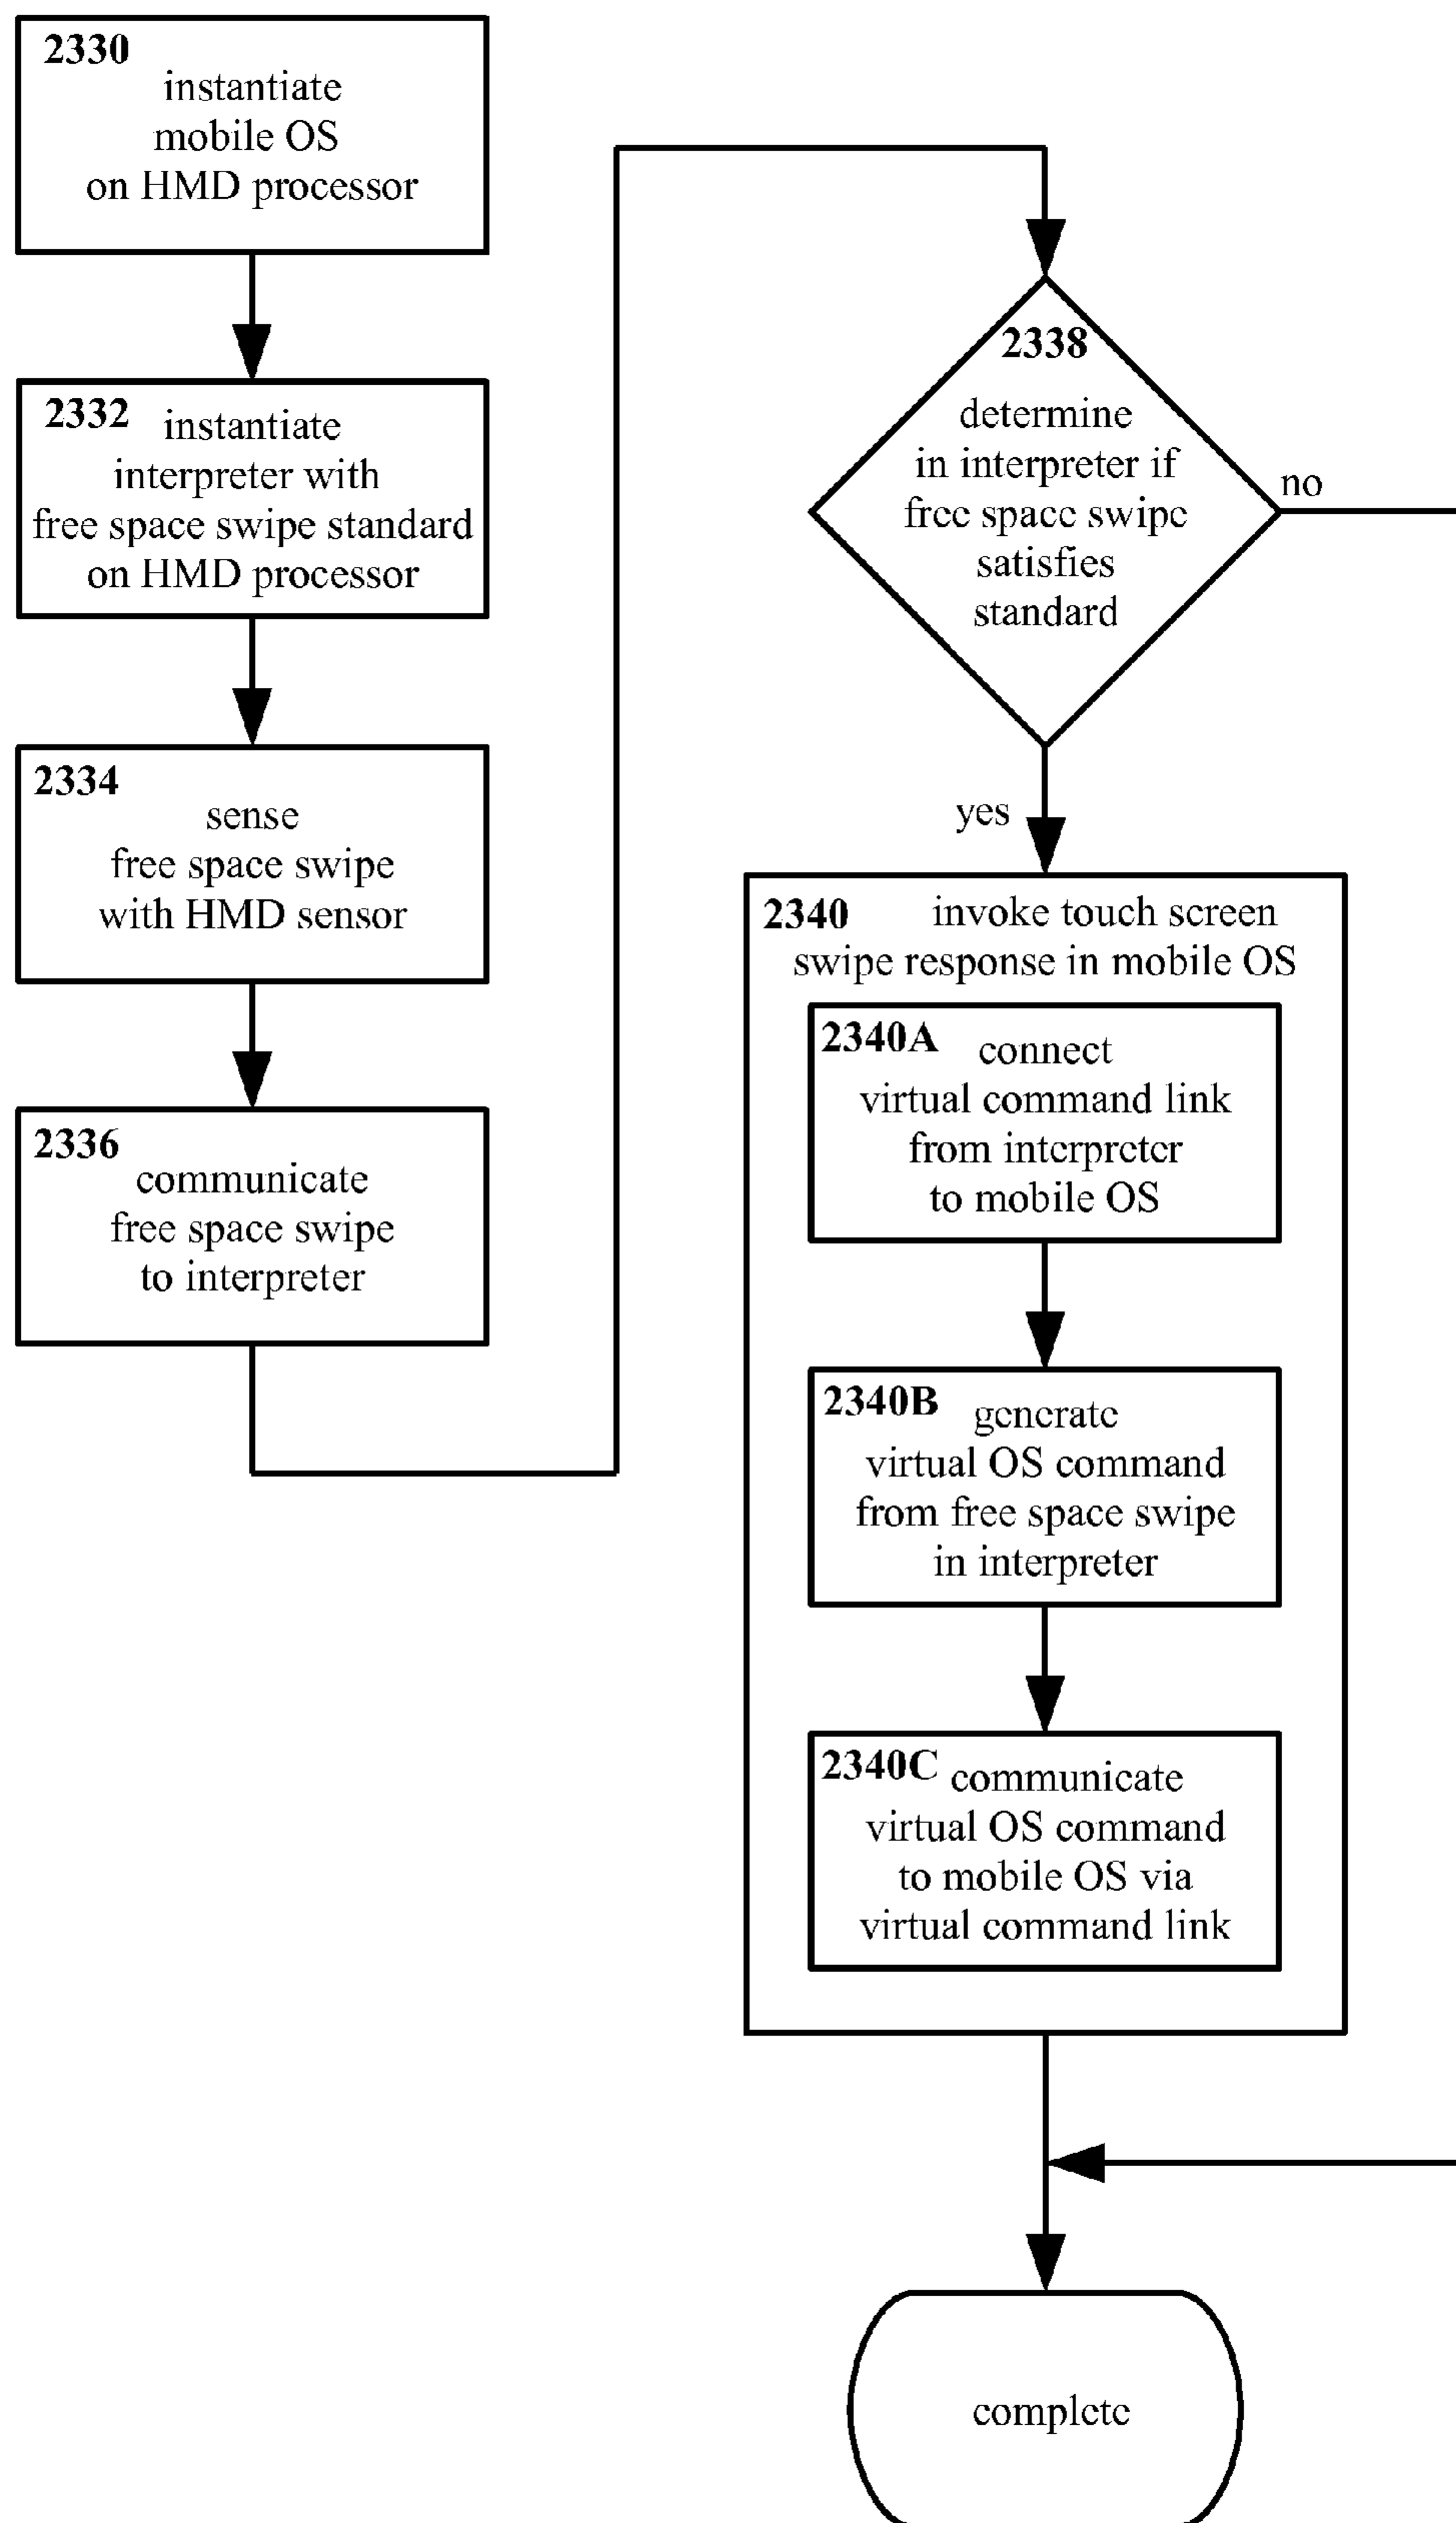 2330
instantiate
mobile OS
on HMD processor
2332 instantiate
interpreter with
free space swipe standard
on HMD processor
2334
sense
free space swipe
with HMD sensor
2336
communicate
free space swipe
to interpreter
2338
determine
in interpreter if
free space swipe
satisfies
standard
no
yes
2340 invoke touch screen
swipe response in mobile OS
2340A connect
virtual command link
from interpreter
to mobile OS
2340B generate
virtual OS command
from free space swipe
in interpreter
2340C communicate
virtual OS command
to mobile OS via
virtual command link
complete